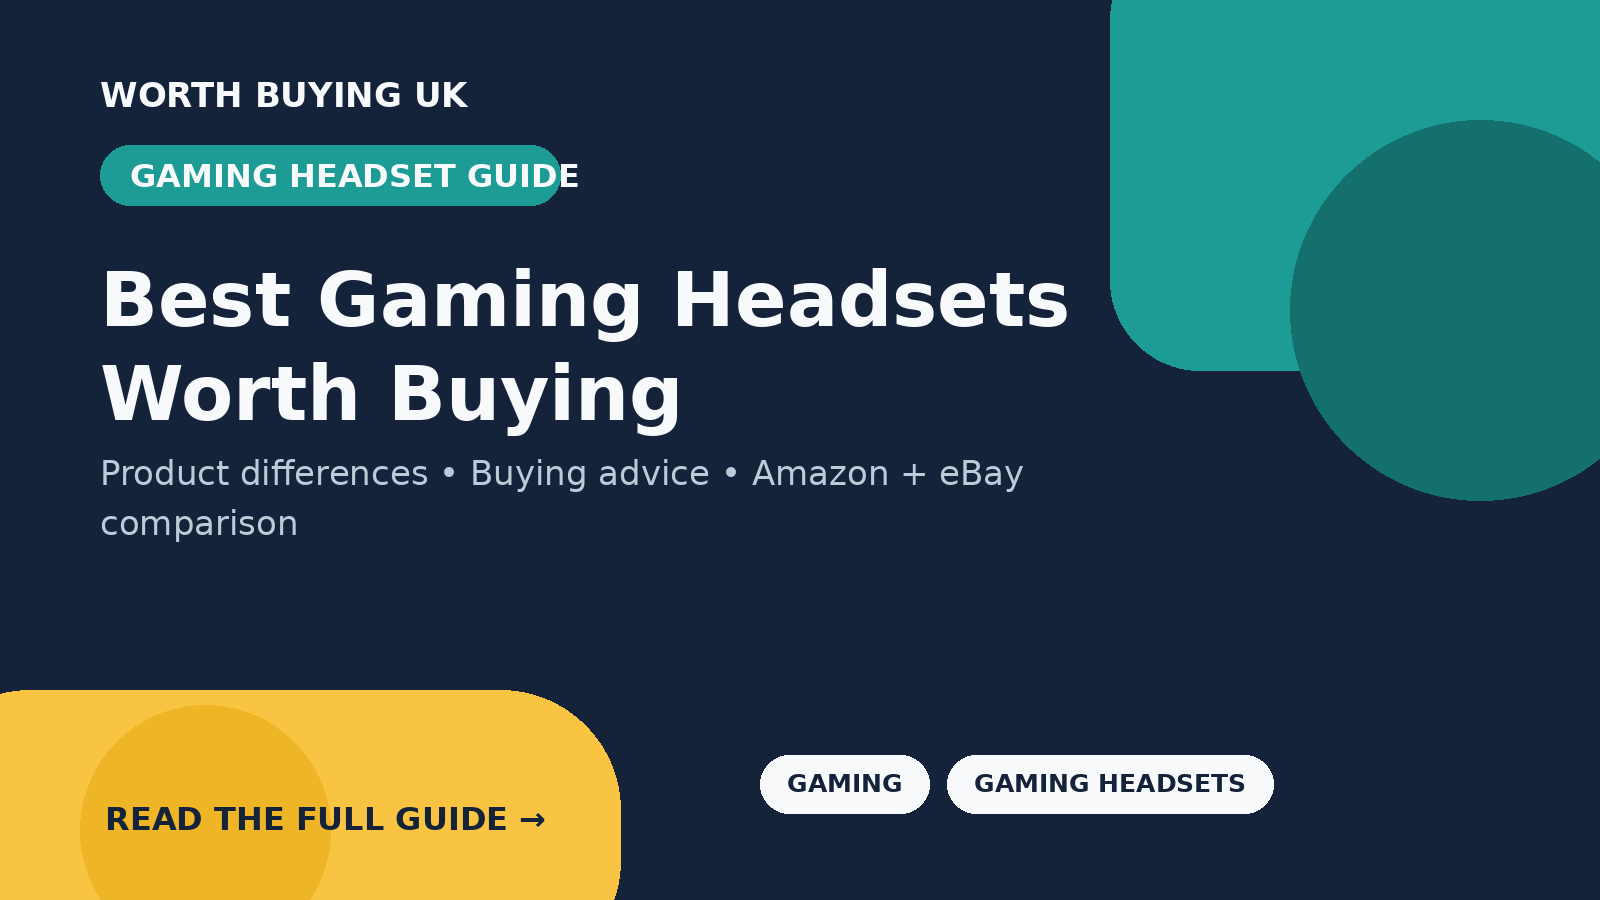 WORTH BUYING UK
GAMING HEADSET GUIDE
Best Gaming Headsets
Worth Buying
Product differences • Buying advice • Amazon + eBay
comparison
READ THE FULL GUIDE →
GAMING
GAMING HEADSETS